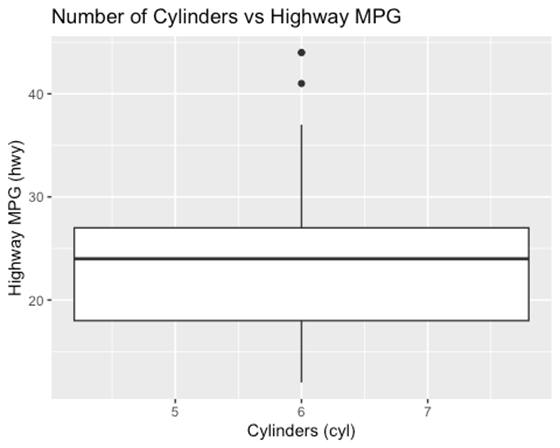 Number of Cylinders vs Highway MPG
40
30
20
Highway MPG (hwy)
5 6 7
Cylinders (cyl)